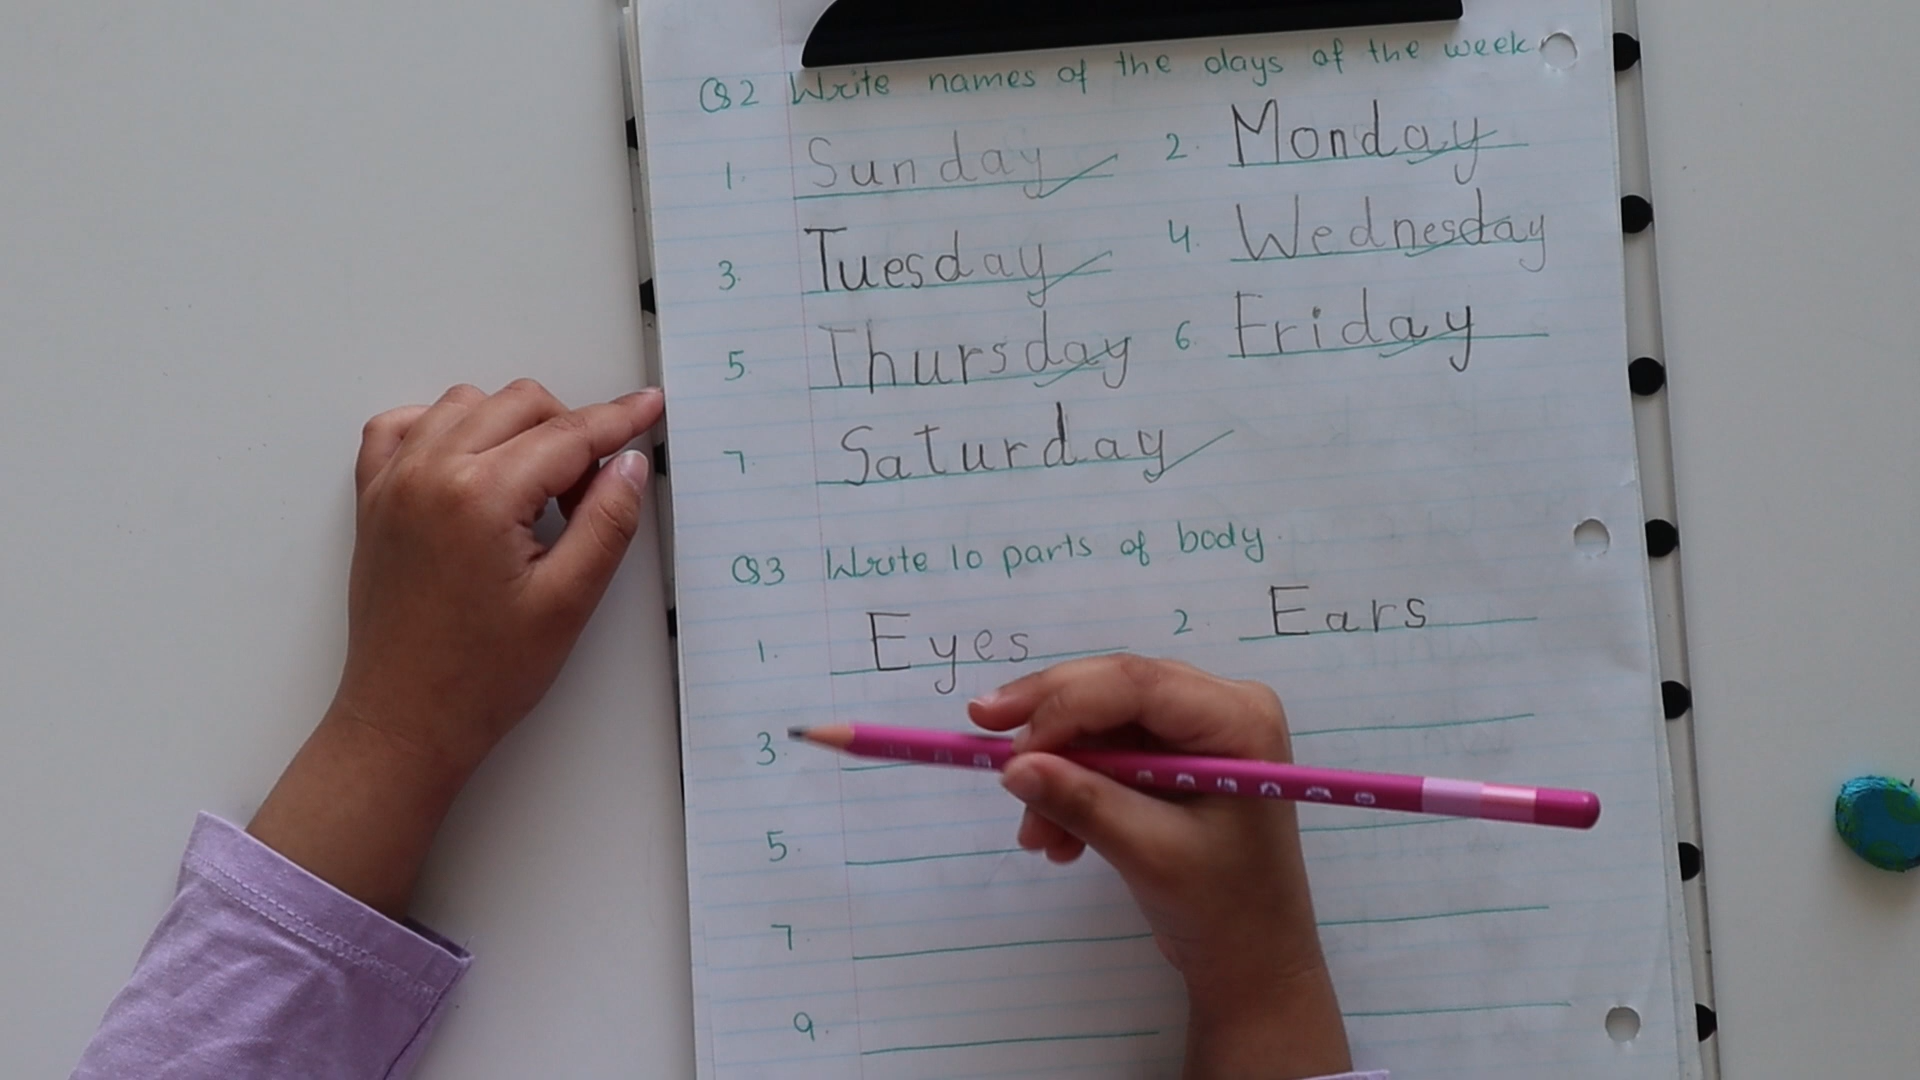 Q2 Write names of the days of the week.
1. Sunday 2. Monday
3. Tuesday 4. Wednesday
5. Thursday 6. Friday
7. Saturday
Q3 Write 10 parts of body.
1. Eyes 2. Ears
3.
5.
7
9.